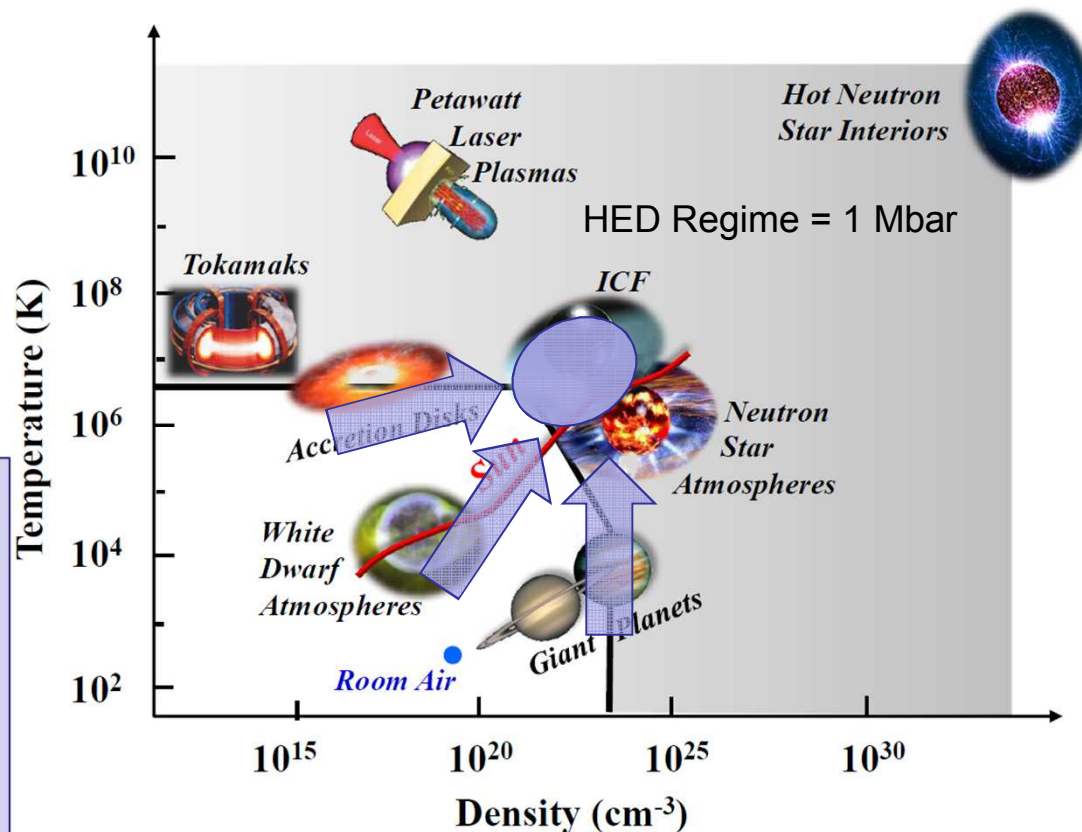 Petawatt
Laser
Plasmas
Hot Neutron
Star Interiors
HED Regime = 1 Mbar
Tokamaks
ICF
Accretion Disks
Sun
Neutron
Star
Atmospheres
White
Dwarf
Atmospheres
Giant Planets
Room Air
Temperature (K)
10¹⁰
10⁸
10⁶
10⁴
10²
10¹⁵
10²⁰
10²⁵
10³⁰
Density (cm⁻³)